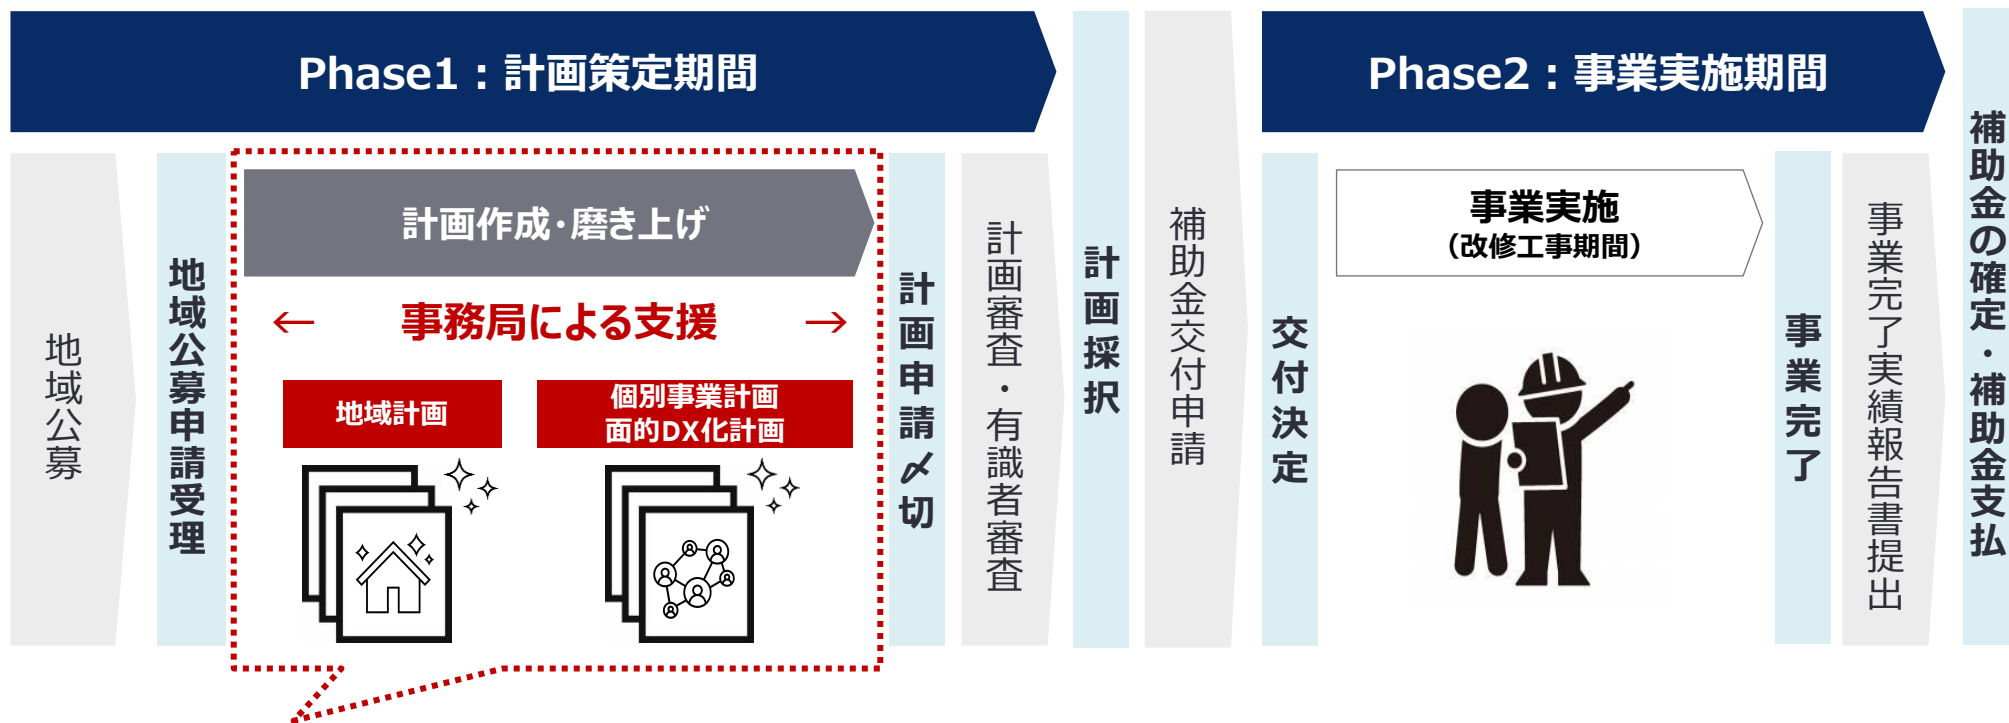 Phase1：計画策定期間
地域公募
地域公募申請受理
計画作成・磨き上げ
← 事務局による支援 →
地域計画
個別事業計画
面的DX化計画
計画申請〆切
計画審査・有識者審査
計画採択
補助金交付申請
Phase2：事業実施期間
交付決定
事業実施
（改修工事期間）
事業完了
事業完了実績報告書提出
補助金の確定・補助金支払